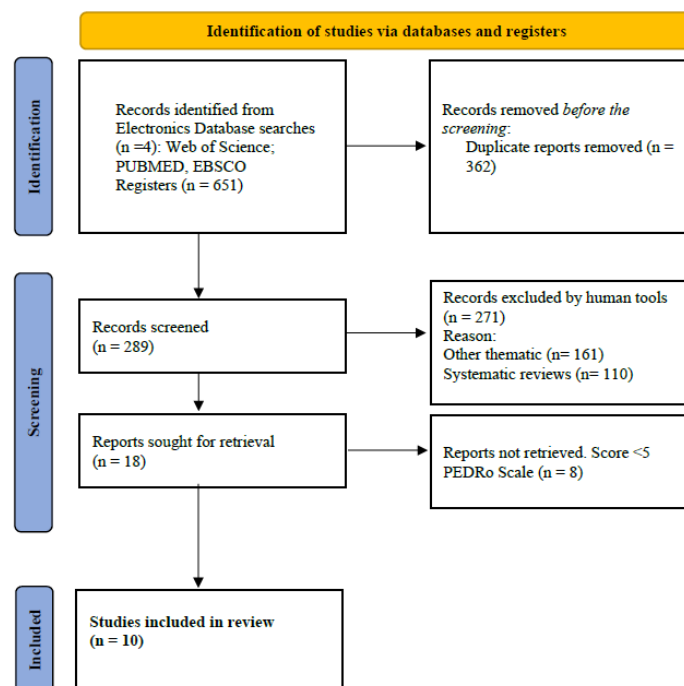 Identification of studies via databases and registers
Identification
Records identified from
Electronics Database searches
(n =4): Web of Science;
PUBMED, EBSCO
Registers (n = 651)
Records removed before the
screening:
Duplicate reports removed (n =
362)
Screening
Records screened
(n = 289)
Records excluded by human tools
(n = 271)
Reason:
Other thematic (n= 161)
Systematic reviews (n= 110)
Reports sought for retrieval
(n = 18)
Reports not retrieved. Score <5
PEDRo Scale (n = 8)
Included
Studies included in review
(n = 10)